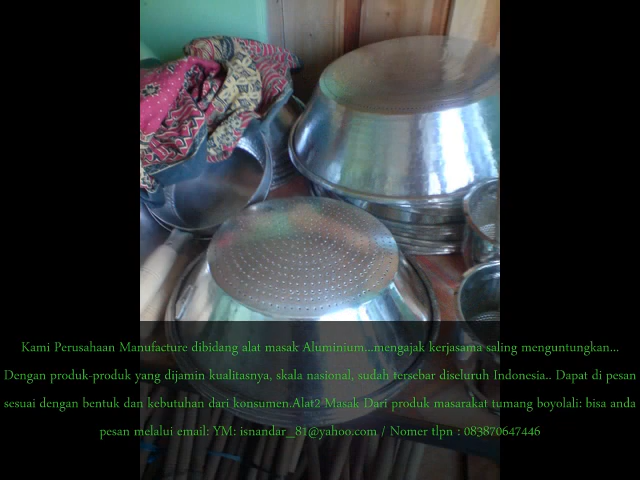 Kami Perusahaan Manufacture dibidang alat masak Aluminium...mengajak kerjasama saling menguntungkan...
Dengan produk-produk yang dijamin kualitasnya, skala nasional, sudah tersebar diseluruh Indonesia.. Dapat di pesan
sesuai dengan bentuk dan kebutuhan dari konsumen.Alat2 Masak Dari produk masarakat tumang boyolali: bisa anda
pesan melalui email: YM: isnandar_81@yahoo.com / Nomer tlpn : 083870647446